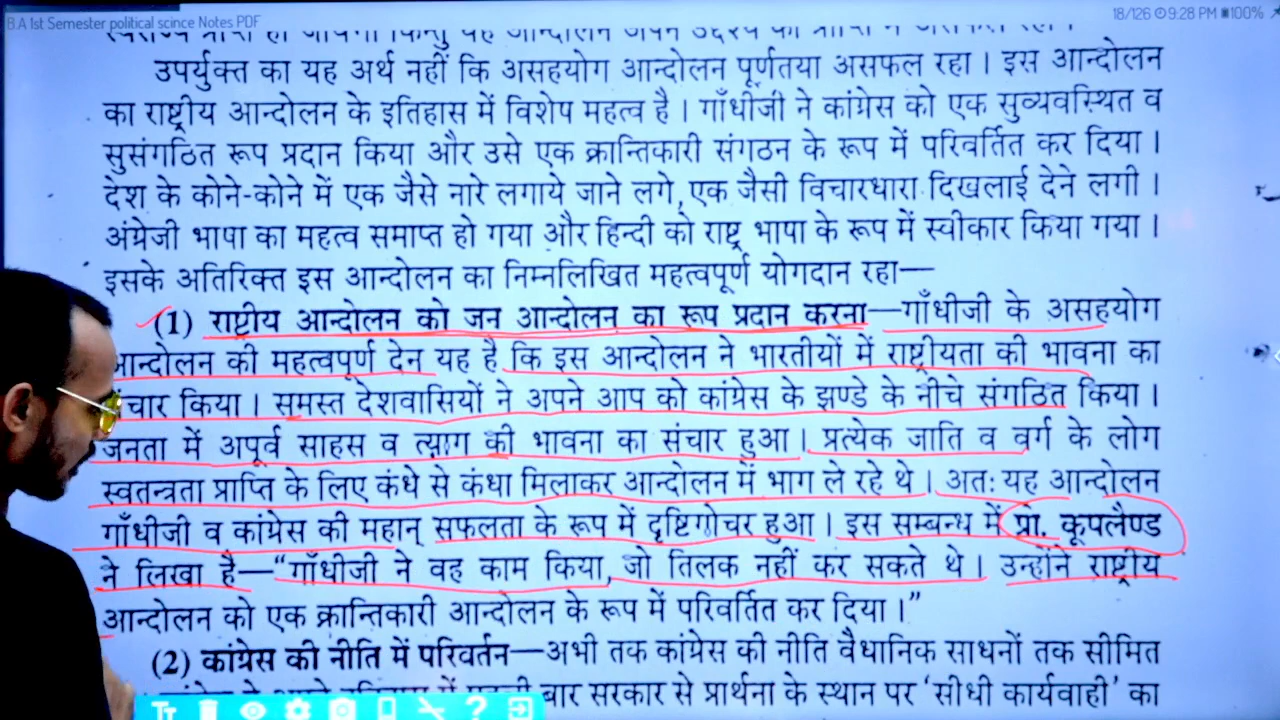 B.A 1st Semester political scince Notes PDF
18/126 9:28 PM 100%
उपर्युक्त का यह अर्थ नहीं कि असहयोग आन्दोलन पूर्णतया असफल रहा। इस आन्दोलन
का राष्ट्रीय आन्दोलन के इतिहास में विशेष महत्व है। गाँधीजी ने कांग्रेस को एक सुव्यवस्थित व
सुसंगठित रूप प्रदान किया और उसे एक क्रान्तिकारी संगठन के रूप में परिवर्तित कर दिया।
देश के कोने-कोने में एक जैसे नारे लगाये जाने लगे, एक जैसी विचारधारा दिखलाई देने लगी।
अंग्रेजी भाषा का महत्व समाप्त हो गया और हिन्दी को राष्ट्र भाषा के रूप में स्वीकार किया गया।
इसके अतिरिक्त इस आन्दोलन का निम्नलिखित महत्वपूर्ण योगदान रहा—
(1) राष्ट्रीय आन्दोलन को जन आन्दोलन का रूप प्रदान करना—गाँधीजी के असहयोग
आन्दोलन की महत्वपूर्ण देन यह है कि इस आन्दोलन ने भारतीयों में राष्ट्रीयता की भावना का
चार किया। समस्त देशवासियों ने अपने आप को कांग्रेस के झण्डे के नीचे संगठित किया।
जनता में अपूर्व साहस व त्याग की भावना का संचार हुआ। प्रत्येक जाति व वर्ग के लोग
स्वतन्त्रता प्राप्ति के लिए कंधे से कंधा मिलाकर आन्दोलन में भाग ले रहे थे। अतः यह आन्दोलन
गाँधीजी व कांग्रेस की महान् सफलता के रूप में दृष्टिगोचर हुआ। इस सम्बन्ध में प्रो. कूपलैण्ड
ने लिखा है—“गाँधीजी ने वह काम किया, जो तिलक नहीं कर सकते थे। उन्होंने राष्ट्रीय
आन्दोलन को एक क्रान्तिकारी आन्दोलन के रूप में परिवर्तित कर दिया।”
(2) कांग्रेस की नीति में परिवर्तन—अभी तक कांग्रेस की नीति वैधानिक साधनों तक सीमित
बार सरकार से प्रार्थना के स्थान पर ‘सीधी कार्यवाही’ का